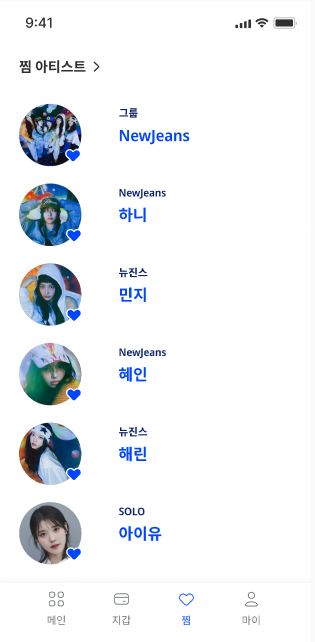 9:41
찜 아티스트
그룹
NewJeans
NewJeans
하니
뉴진스
민지
NewJeans
혜인
뉴진스
해린
SOLO
아이유
메인 지갑 찜 마이